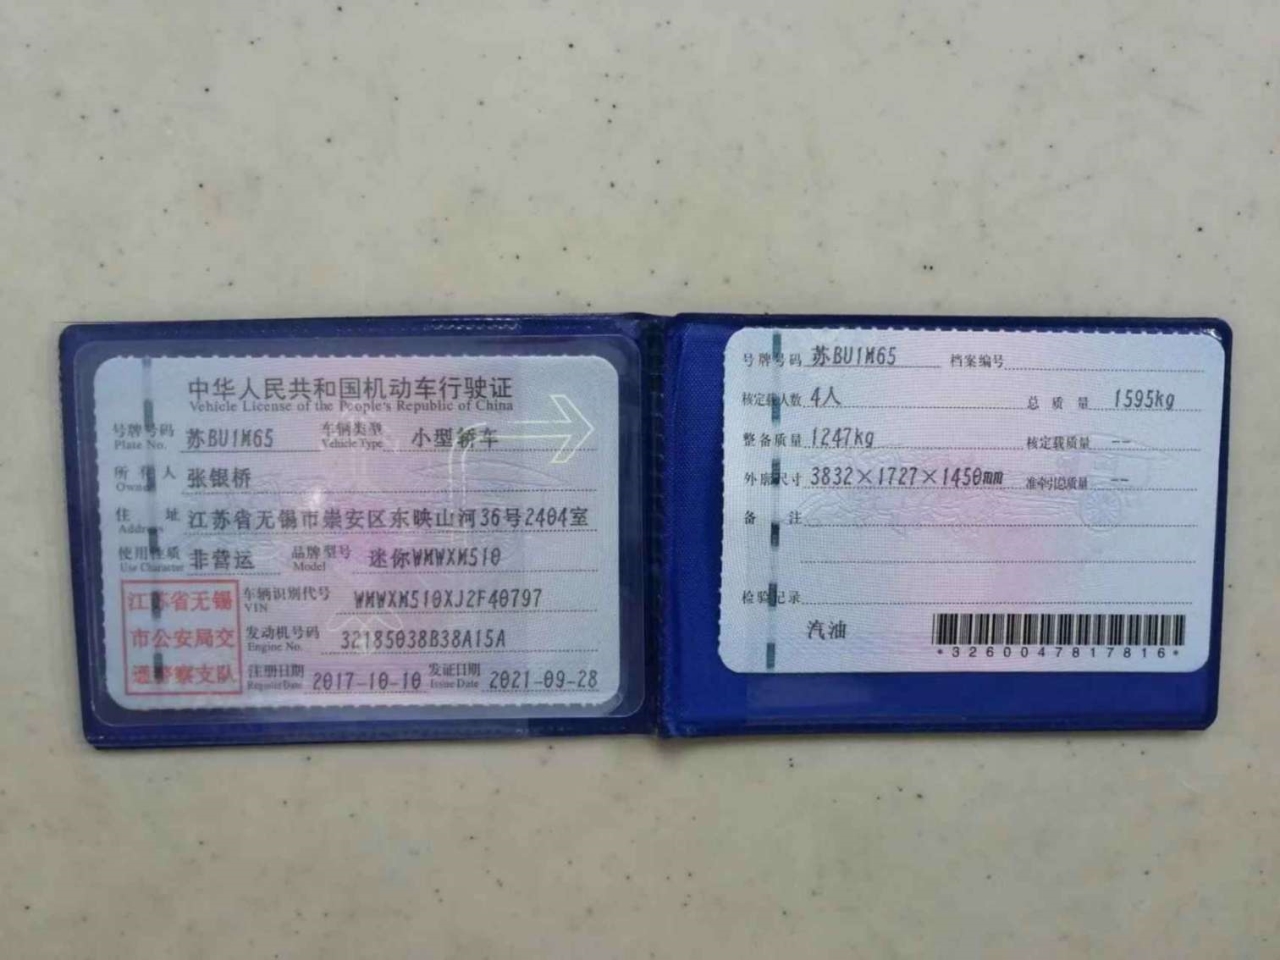 中华人民共和国机动车行驶证
Vehicle License of the People's Republic of China
号牌号码 苏BU1M65 车辆类型 小型轿车
Plate No. Vehicle Type
所有人 张银桥
Owner
住址 江苏省无锡市崇安区东映山河36号2404室
Address
使用性质 非营运 品牌型号 迷你WMWXM510
Use Character Model
江苏省无锡
市公安局交
通警察支队
车辆识别代号 WMWXM510XJ2F40797
VIN
发动机号码 32185038B38A15A
Engine No.
注册日期 2017-10-10 发证日期 2021-09-28
Register Date Issue Date
号牌号码 苏BU1M65 档案编号
核定载人数 4人 总质量 1595kg
整备质量 1247kg 核定载质量 --
外廓尺寸 3832×1727×1450mm 准牵引总质量 --
备注
检验记录
汽油
*3260047817816*